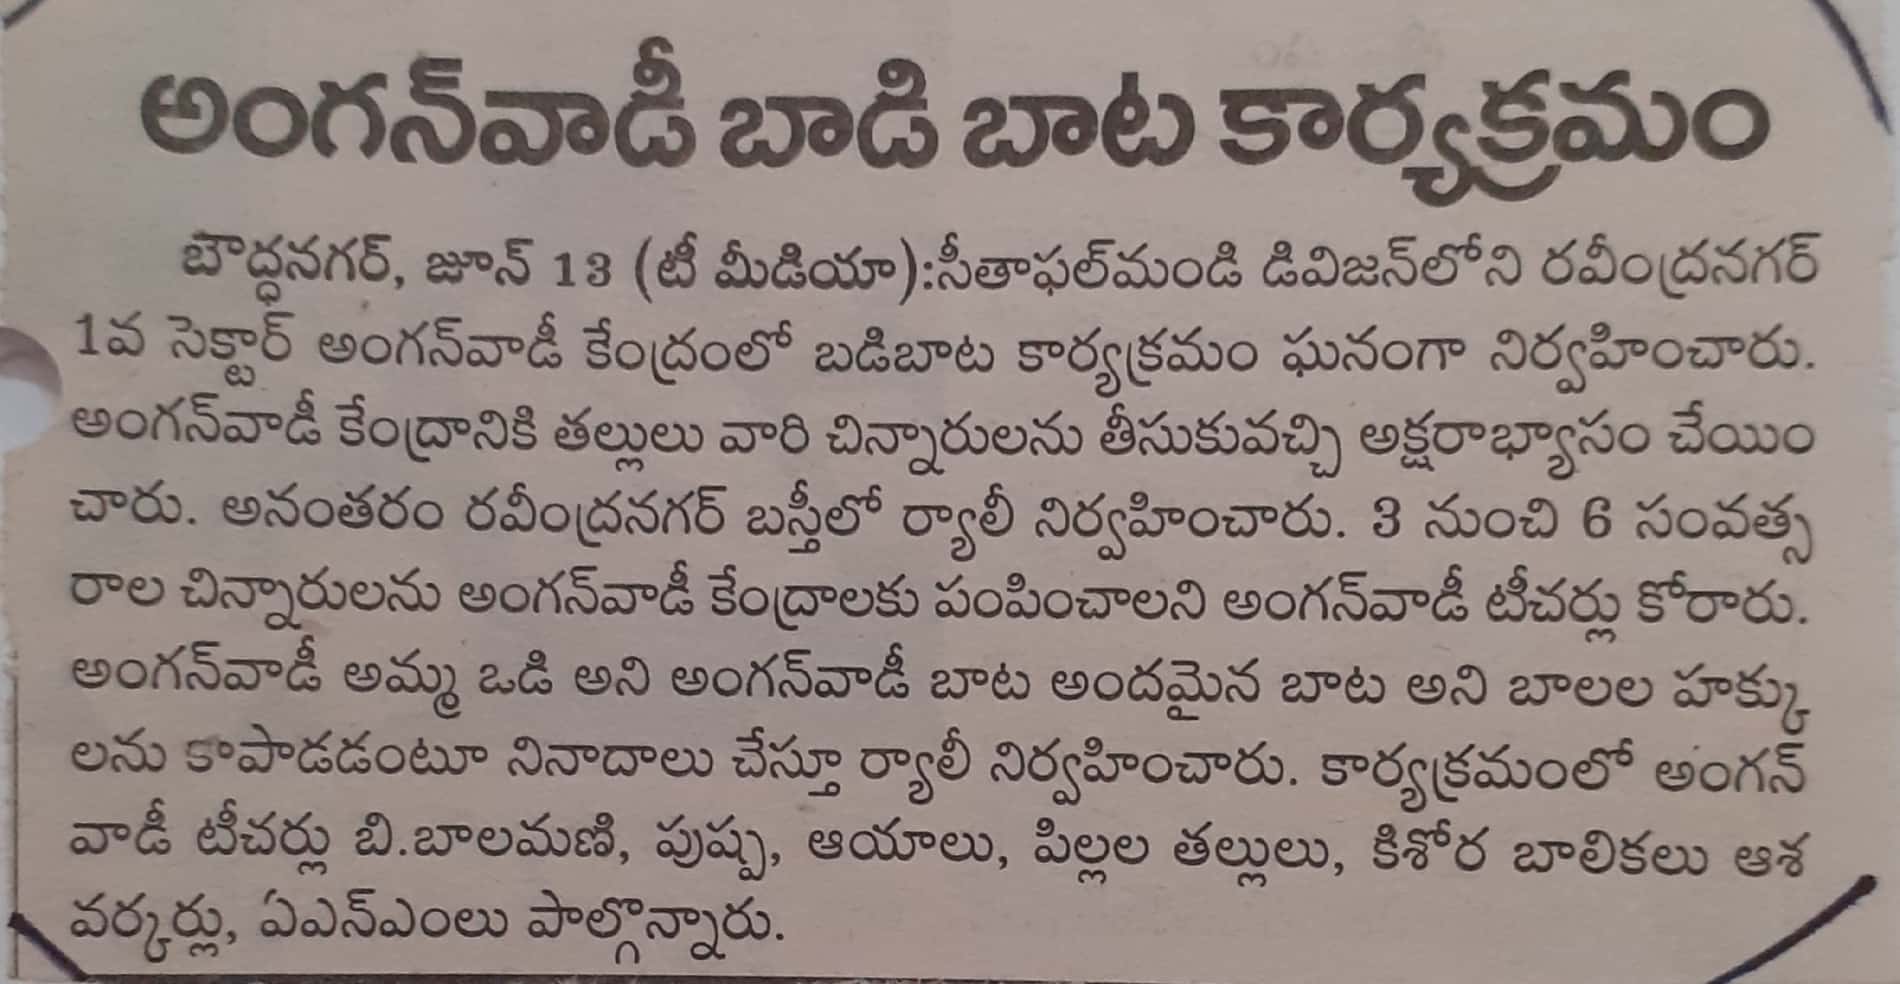 అంగన్‌వాడీ బాడి బాట కార్యక్రమం
బౌద్ధనగర్, జూన్ 13 (టీ మీడియా):సీతాఫల్‌మండి డివిజన్‌లోని రవీంద్రనగర్
1వ సెక్టార్ అంగన్‌వాడీ కేంద్రంలో బడిబాట కార్యక్రమం ఘనంగా నిర్వహించారు.
అంగన్‌వాడీ కేంద్రానికి తల్లులు వారి చిన్నారులను తీసుకువచ్చి అక్షరాభ్యాసం చేయిం
చారు. అనంతరం రవీంద్రనగర్ బస్తీలో ర్యాలీ నిర్వహించారు. 3 నుంచి 6 సంవత్స
రాల చిన్నారులను అంగన్‌వాడీ కేంద్రాలకు పంపించాలని అంగన్‌వాడీ టీచర్లు కోరారు.
అంగన్‌వాడీ అమ్మ ఒడి అని అంగన్‌వాడీ బాట అందమైన బాట అని బాలల హక్కు
లను కాపాడడంటూ నినాదాలు చేస్తూ ర్యాలీ నిర్వహించారు. కార్యక్రమంలో అంగన్
వాడీ టీచర్లు బి.బాలమణి, పుష్ప, ఆయాలు, పిల్లల తల్లులు, కిశోర బాలికలు ఆశ
వర్కర్లు, ఏఎన్‌ఎంలు పాల్గొన్నారు.